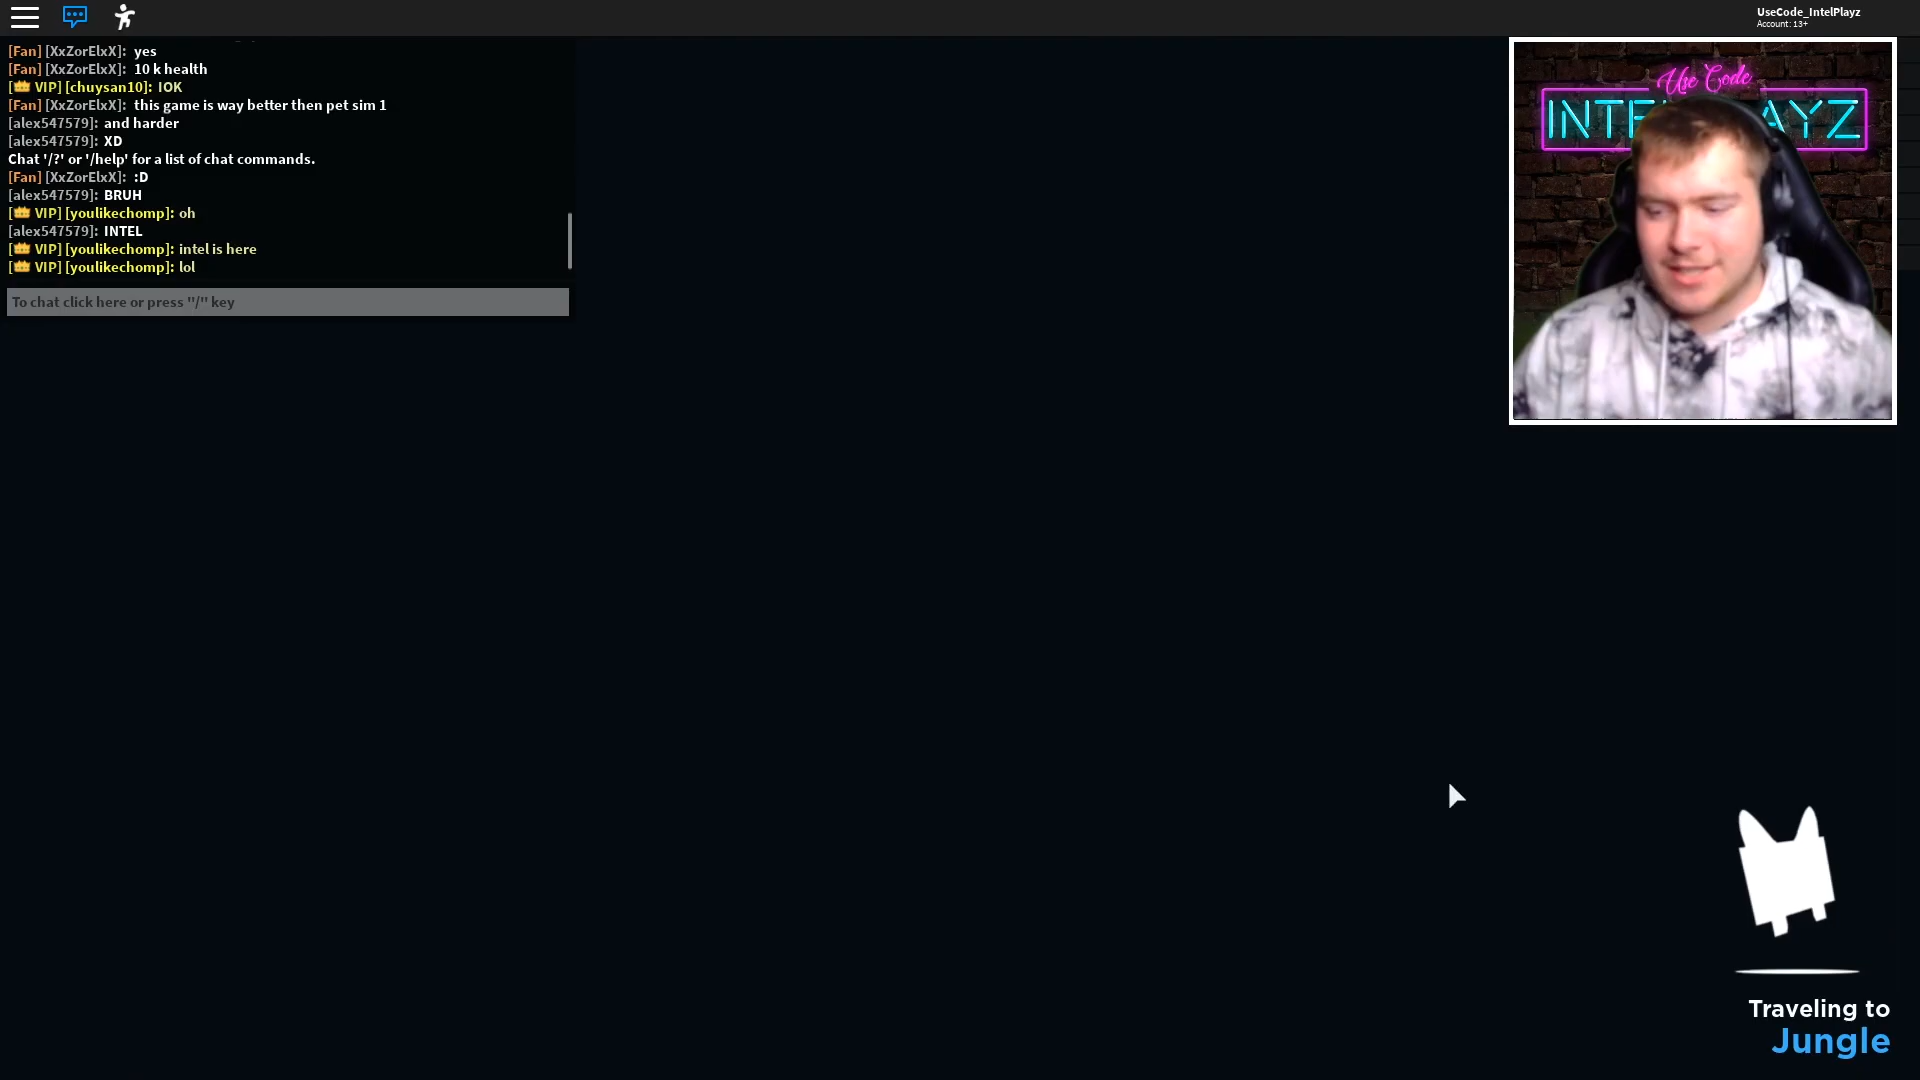 UseCode_IntelPlayz
Account: 13+
[Fan] [XxZorElxX]: yes
[Fan] [XxZorElxX]: 10 k health
[👑 VIP] [chuysan10]: IOK
[Fan] [XxZorElxX]: this game is way better then pet sim 1
[alex547579]: and harder
[alex547579]: XD
Chat '/?' or '/help' for a list of chat commands.
[Fan] [XxZorElxX]: :D
[alex547579]: BRUH
[👑 VIP] [youlikechomp]: oh
[alex547579]: INTEL
[👑 VIP] [youlikechomp]: intel is here
[👑 VIP] [youlikechomp]: lol
To chat click here or press "/" key
Use Code
Traveling to
Jungle